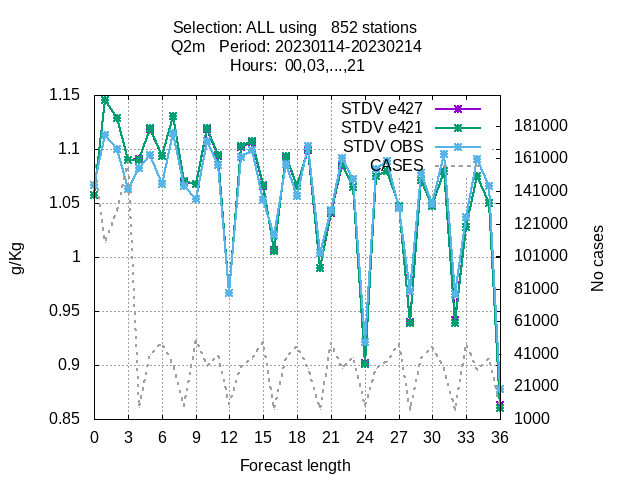 Selection: ALL using   852 stations
Q2m   Period: 20230114-20230214
Hours:  00,03,...,21
1.15
STDV e427
STDV e421
181000
1.1
STDV OBS
161000
CASES
141000
1.05
121000
g/Kg
1
101000
No cases
81000
0.95
61000
41000
0.9
21000
0.85
1000
0 3 6 9 12 15 18 21 24 27 30 33 36
Forecast length